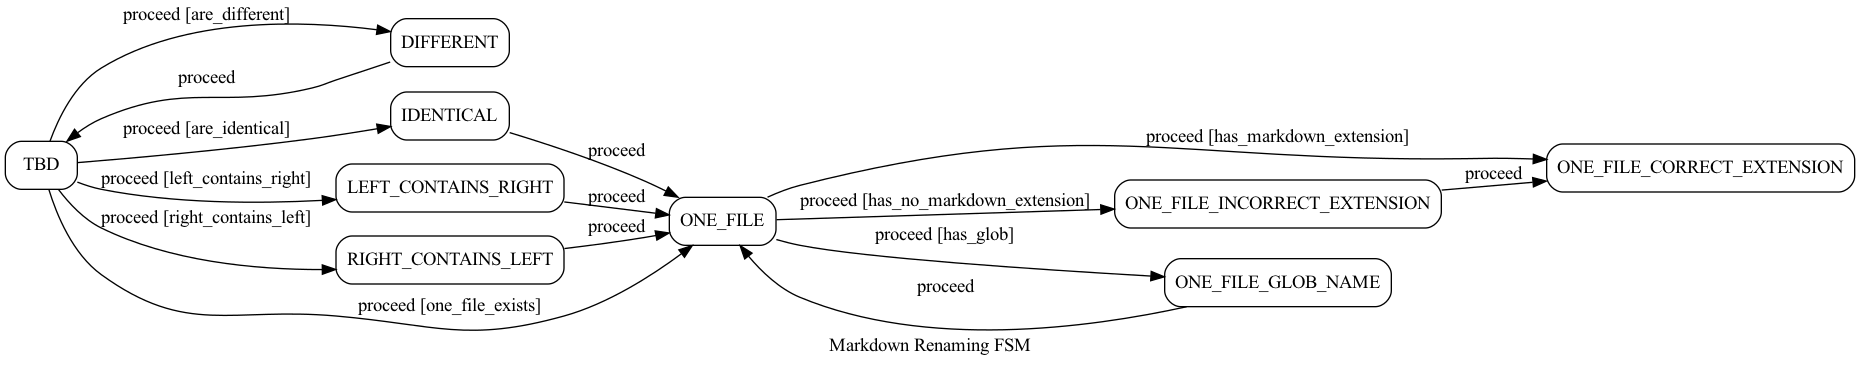 proceed [are_different]
DIFFERENT
proceed
IDENTICAL
proceed [are_identical]
proceed
TBD
proceed [left_contains_right]
LEFT_CONTAINS_RIGHT
proceed
proceed [right_contains_left]
RIGHT_CONTAINS_LEFT
proceed
proceed [one_file_exists]
ONE_FILE
proceed [has_markdown_extension]
ONE_FILE_CORRECT_EXTENSION
proceed
proceed [has_no_markdown_extension]
ONE_FILE_INCORRECT_EXTENSION
proceed [has_glob]
ONE_FILE_GLOB_NAME
proceed
Markdown Renaming FSM